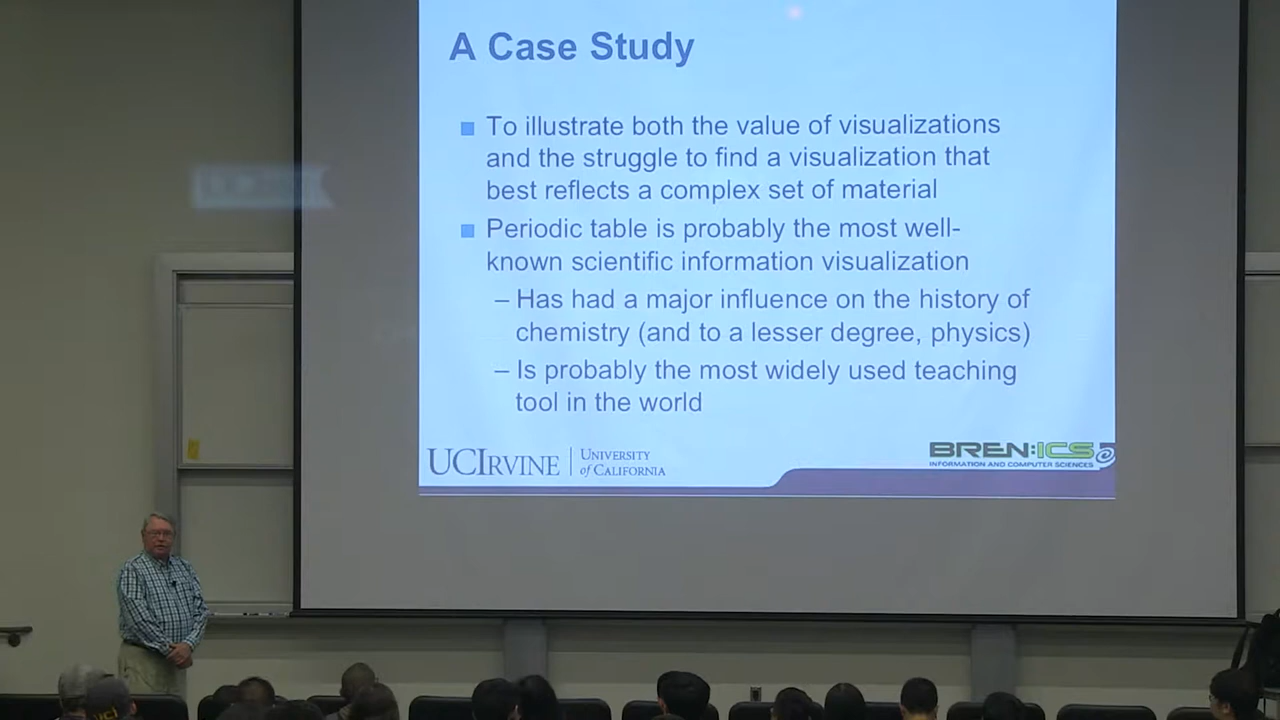 A Case Study
To illustrate both the value of visualizations
and the struggle to find a visualization that
best reflects a complex set of material
Periodic table is probably the most well-
known scientific information visualization
– Has had a major influence on the history of
chemistry (and to a lesser degree, physics)
– Is probably the most widely used teaching
tool in the world
UCIRVINE
UNIVERSITY
of CALIFORNIA
BREN:ICS
INFORMATION AND COMPUTER SCIENCES
UCI